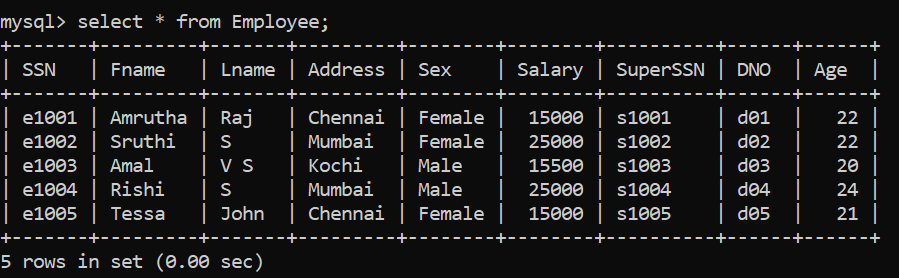 mysql> select * from Employee;
+-------+---------+-------+---------+--------+--------+----------+------+------+
| SSN   | Fname   | Lname | Address | Sex    | Salary | SuperSSN | DNO  | Age  |
+-------+---------+-------+---------+--------+--------+----------+------+------+
| e1001 | Amrutha | Raj   | Chennai | Female |  15000 | s1001    | d01  |   22 |
| e1002 | Sruthi  | S     | Mumbai  | Female |  25000 | s1002    | d02  |   22 |
| e1003 | Amal    | V S   | Kochi   | Male   |  15500 | s1003    | d03  |   20 |
| e1004 | Rishi   | S     | Mumbai  | Male   |  25000 | s1004    | d04  |   24 |
| e1005 | Tessa   | John  | Chennai | Female |  15000 | s1005    | d05  |   21 |
+-------+---------+-------+---------+--------+--------+----------+------+------+
5 rows in set (0.00 sec)